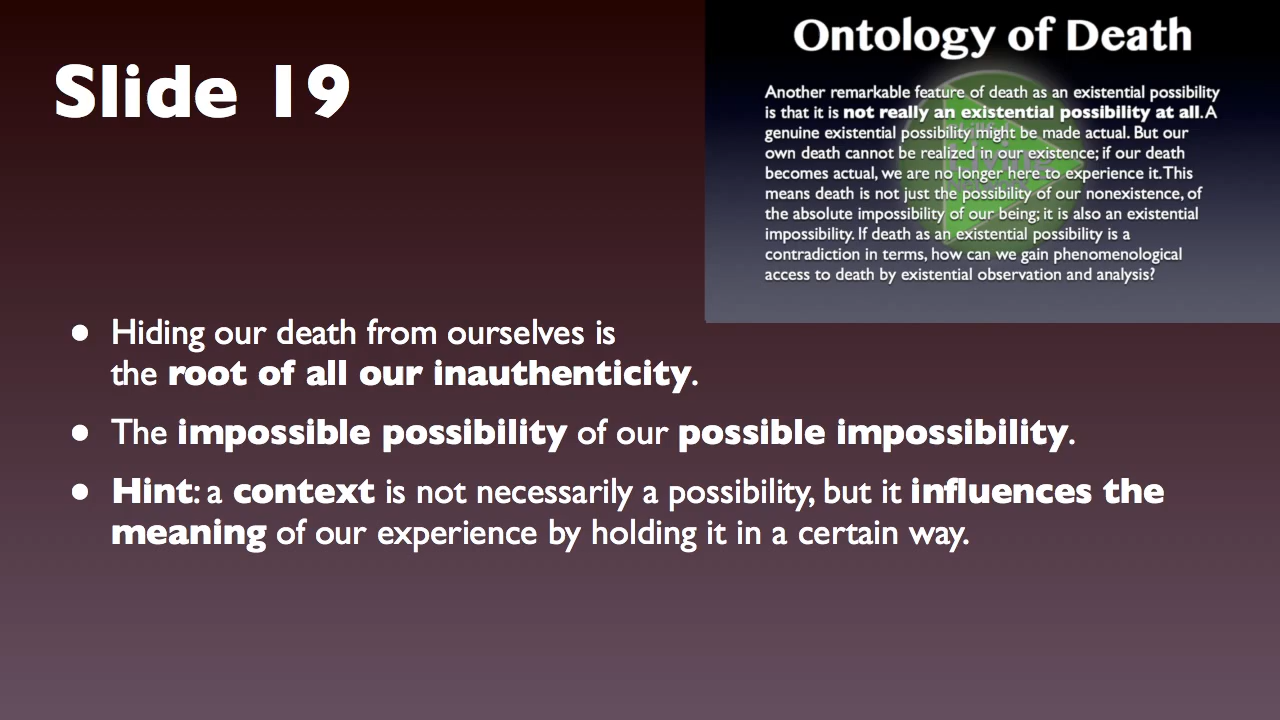 Slide 19
Ontology of Death
Another remarkable feature of death as an existential possibility
is that it is not really an existential possibility at all. A
genuine existential possibility might be made actual. But our
own death cannot be realized in our existence; if our death
becomes actual, we are no longer here to experience it. This
means death is not just the possibility of our nonexistence, of
the absolute impossibility of our being; it is also an existential
impossibility. If death as an existential possibility is a
contradiction in terms, how can we gain phenomenological
access to death by existential observation and analysis?
• Hiding our death from ourselves is
the root of all our inauthenticity.
• The impossible possibility of our possible impossibility.
• Hint: a context is not necessarily a possibility, but it influences the
meaning of our experience by holding it in a certain way.